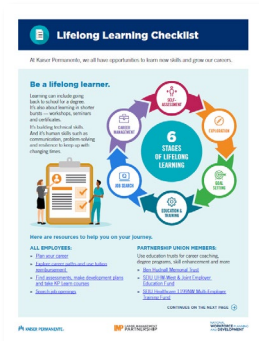 Lifelong Learning Checklist
At Kaiser Permanente, we all have opportunities to learn new skills and grow our careers.
Be a lifelong learner.
Learning can include going
back to school for a degree.
It's also about learning in shorter
bursts — workshops, seminars
and certificates.
It's building technical skills.
And it's human skills such as
communication, problem-solving
and resilience to keep up with
changing times.
SELF-
ASSESSMENT
EXPLORATION
GOAL
SETTING
EDUCATION &
TRAINING
JOB SEARCH
CAREER
MANAGEMENT
6
STAGES
OF LIFELONG
LEARNING
Here are resources to help you on your journey.
ALL EMPLOYEES:
• Plan your career
• Explore career paths and use tuition
reimbursement
• Find assessments, make development plans
and take KP Learn courses
• Search job openings
PARTNERSHIP UNION MEMBERS:
Use education trusts for career coaching,
degree programs, skill enhancement and more
• Ben Hudnall Memorial Trust
• SEIU UHW-West & Joint Employer
Education Fund
• SEIU Healthcare 1199NW Multi-Employer
Training Fund
CONTINUES ON THE NEXT PAGE
KAISER PERMANENTE
LABOR MANAGEMENT
PARTNERSHIP
NATIONAL
WORKFORCE PLANNING
AND DEVELOPMENT